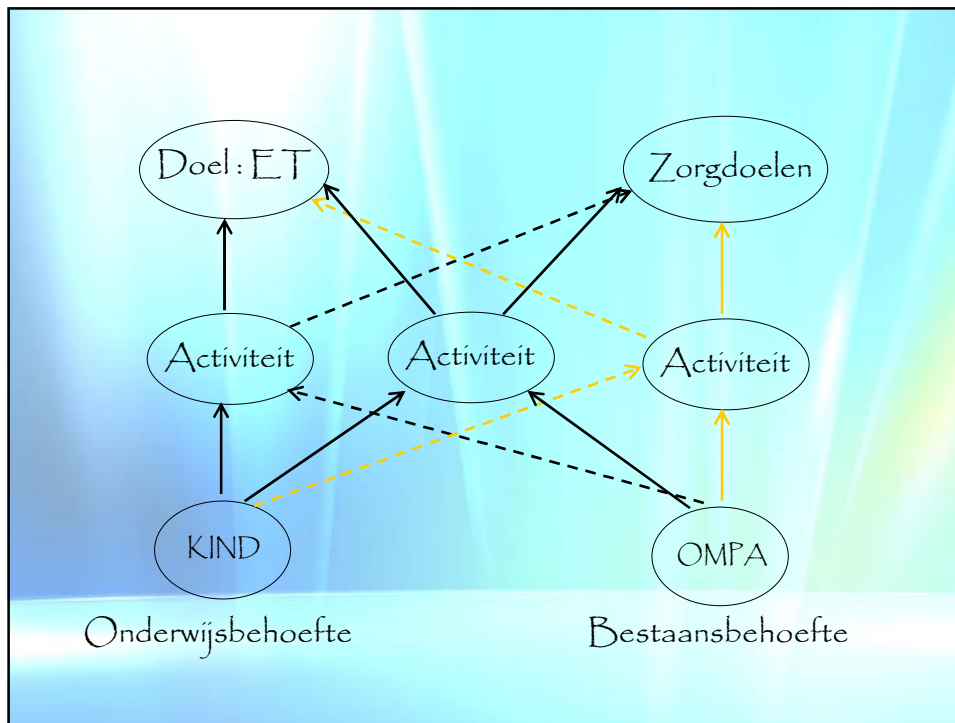 Doel : ET
Zorgdoelen
Activiteit
Activiteit
Activiteit
KIND
OMPA
Onderwijsbehoefte
Bestaansbehoefte